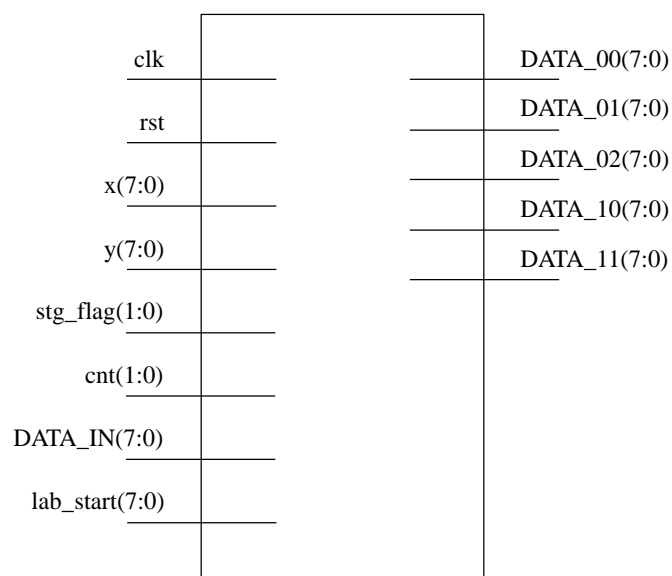 clk
rst
x(7:0)
y(7:0)
stg_flag(1:0)
cnt(1:0)
DATA_IN(7:0)
lab_start(7:0)
DATA_00(7:0)
DATA_01(7:0)
DATA_02(7:0)
DATA_10(7:0)
DATA_11(7:0)